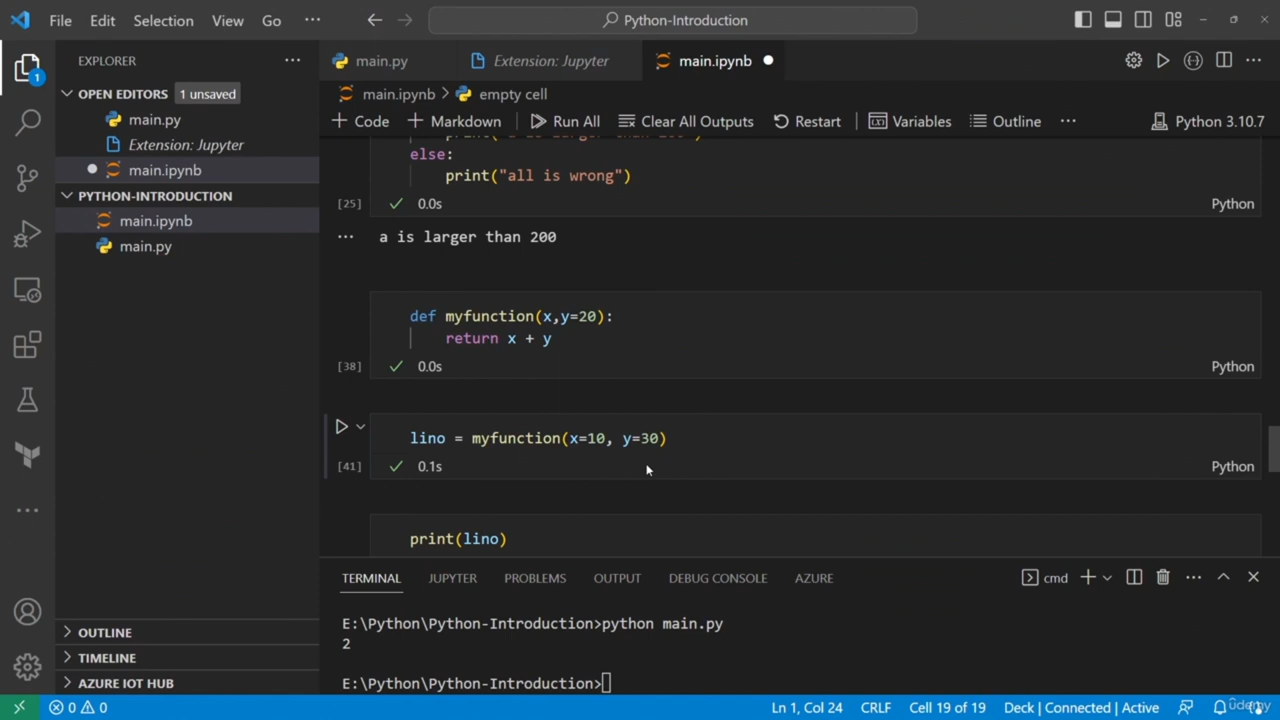 File Edit Selection View Go ··· Python-Introduction
EXPLORER ···
OPEN EDITORS 1 unsaved
main.py
Extension: Jupyter
main.ipynb
PYTHON-INTRODUCTION
main.ipynb
main.py
OUTLINE
TIMELINE
AZURE IOT HUB
1
main.py Extension: Jupyter main.ipynb
main.ipynb > empty cell
+ Code + Markdown Run All Clear All Outputs Restart Variables Outline ··· Python 3.10.7
else:
print("all is wrong")
[25] 0.0s Python
··· a is larger than 200
def myfunction(x,y=20):
return x + y
[38] 0.0s Python
lino = myfunction(x=10, y=30)
[41] 0.1s Python
print(lino)
TERMINAL JUPYTER PROBLEMS OUTPUT DEBUG CONSOLE AZURE cmd
E:\Python\Python-Introduction>python main.py
2
E:\Python\Python-Introduction>
0 0 Ln 1, Col 24 CRLF Cell 19 of 19 Deck | Connected | Active
udemy